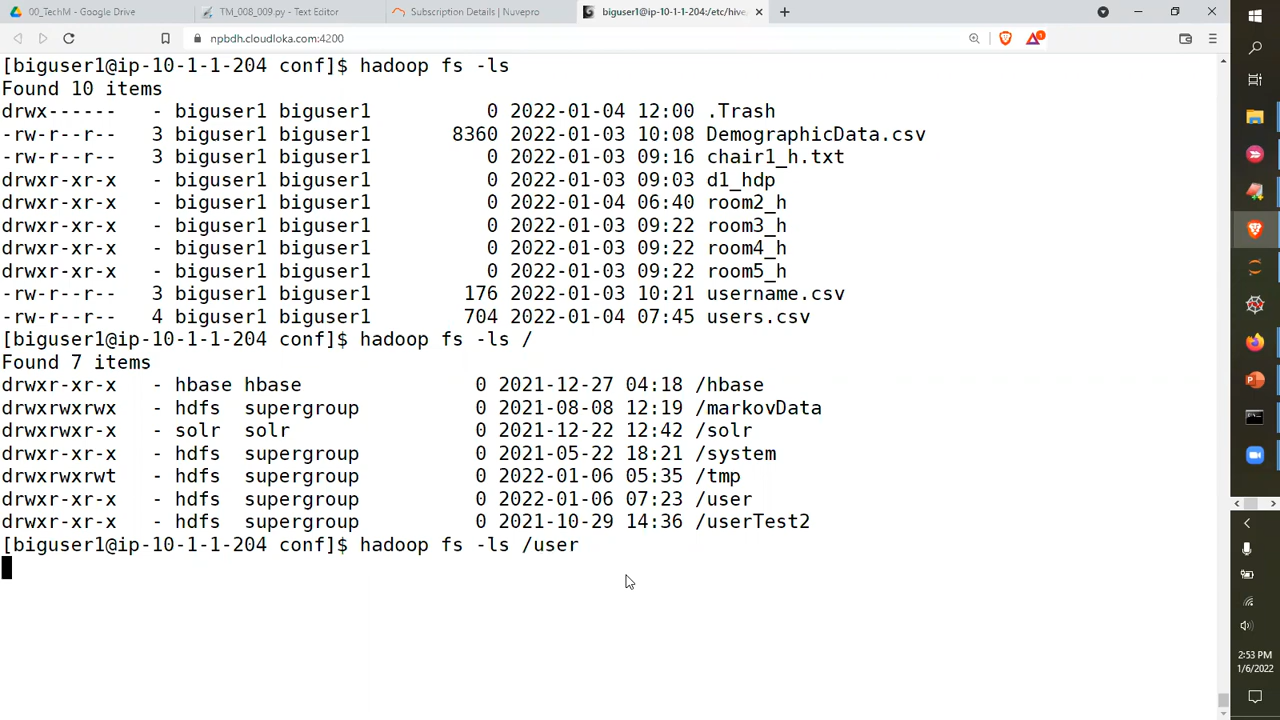 00_TechM - Google Drive
TM_008_009.py - Text Editor
Subscription Details | Nuvepro
biguser1@ip-10-1-1-204:/etc/hive
npbdh.cloudloka.com:4200
[biguser1@ip-10-1-1-204 conf]$ hadoop fs -ls
Found 10 items
drwx------   - biguser1 biguser1          0 2022-01-04 12:00 .Trash
-rw-r--r--   3 biguser1 biguser1       8360 2022-01-03 10:08 DemographicData.csv
-rw-r--r--   3 biguser1 biguser1          0 2022-01-03 09:16 chair1_h.txt
drwxr-xr-x   - biguser1 biguser1          0 2022-01-03 09:03 d1_hdp
drwxr-xr-x   - biguser1 biguser1          0 2022-01-04 06:40 room2_h
drwxr-xr-x   - biguser1 biguser1          0 2022-01-03 09:22 room3_h
drwxr-xr-x   - biguser1 biguser1          0 2022-01-03 09:22 room4_h
drwxr-xr-x   - biguser1 biguser1          0 2022-01-03 09:22 room5_h
-rw-r--r--   3 biguser1 biguser1        176 2022-01-03 10:21 username.csv
-rw-r--r--   4 biguser1 biguser1        704 2022-01-04 07:45 users.csv
[biguser1@ip-10-1-1-204 conf]$ hadoop fs -ls /
Found 7 items
drwxr-xr-x   - hbase hbase               0 2021-12-27 04:18 /hbase
drwxrwxrwx   - hdfs  supergroup          0 2021-08-08 12:19 /markovData
drwxrwxr-x   - solr  solr                0 2021-12-22 12:42 /solr
drwxr-xr-x   - hdfs  supergroup          0 2021-05-22 18:21 /system
drwxrwxrwt   - hdfs  supergroup          0 2022-01-06 05:35 /tmp
drwxr-xr-x   - hdfs  supergroup          0 2022-01-06 07:23 /user
drwxr-xr-x   - hdfs  supergroup          0 2021-10-29 14:36 /userTest2
[biguser1@ip-10-1-1-204 conf]$ hadoop fs -ls /user
2:53 PM
1/6/2022